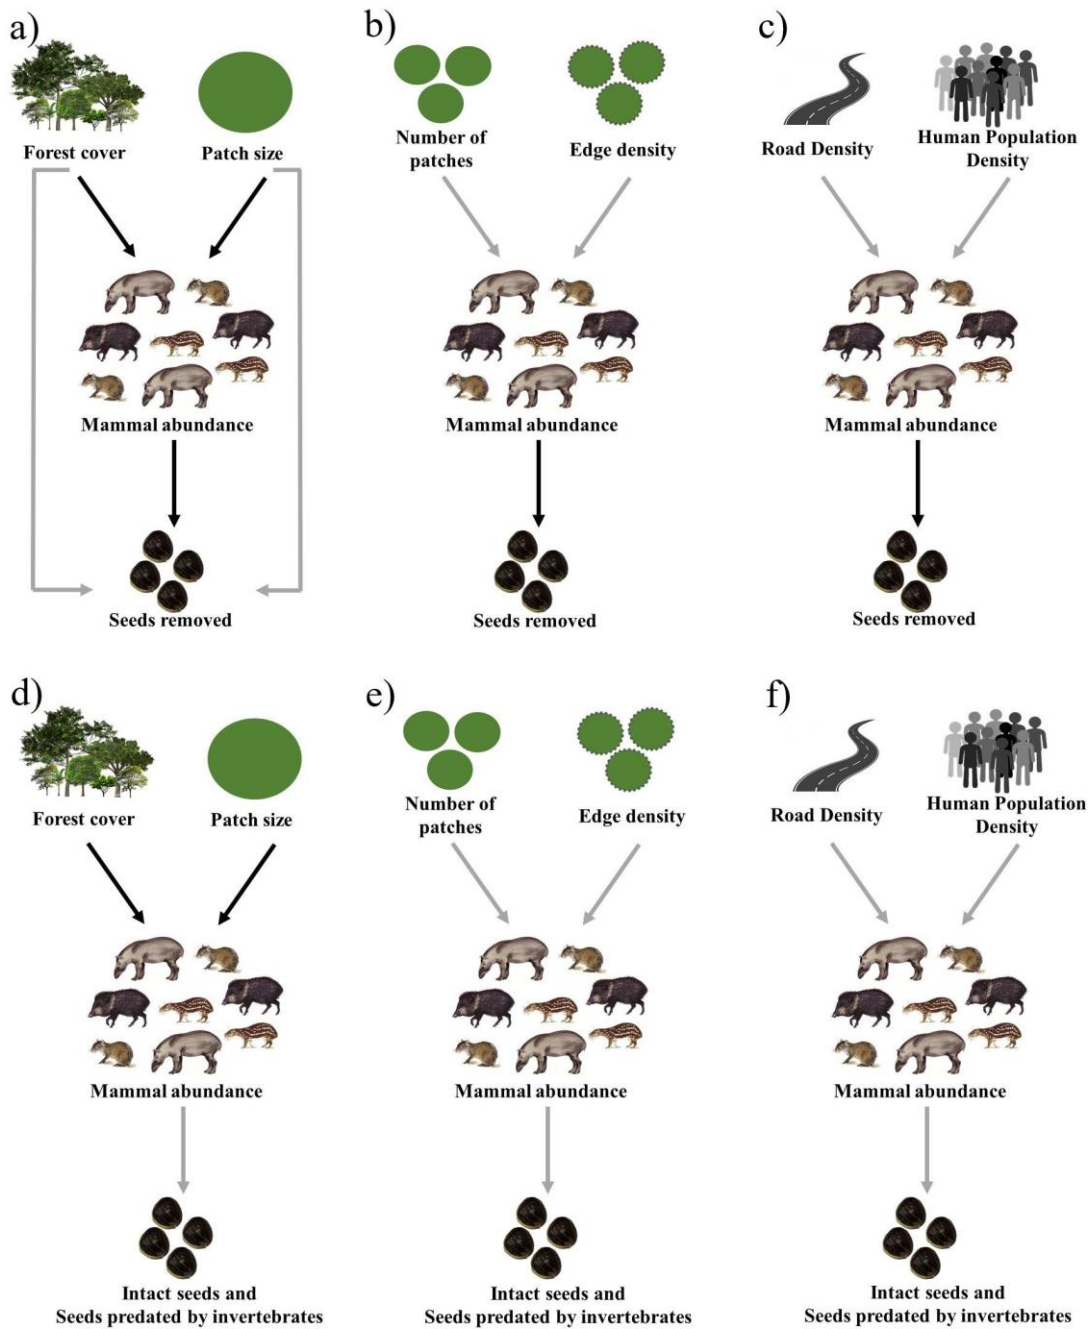 a)
b)
c)
Forest cover
Patch size
Number of
patches
Edge density
Road Density
Human Population
Density
Mammal abundance
Mammal abundance
Mammal abundance
Seeds removed
Seeds removed
Seeds removed
d)
e)
f)
Forest cover
Patch size
Number of
patches
Edge density
Road Density
Human Population
Density
Mammal abundance
Mammal abundance
Mammal abundance
Intact seeds and
Seeds predated by invertebrates
Intact seeds and
Seeds predated by invertebrates
Intact seeds and
Seeds predated by invertebrates